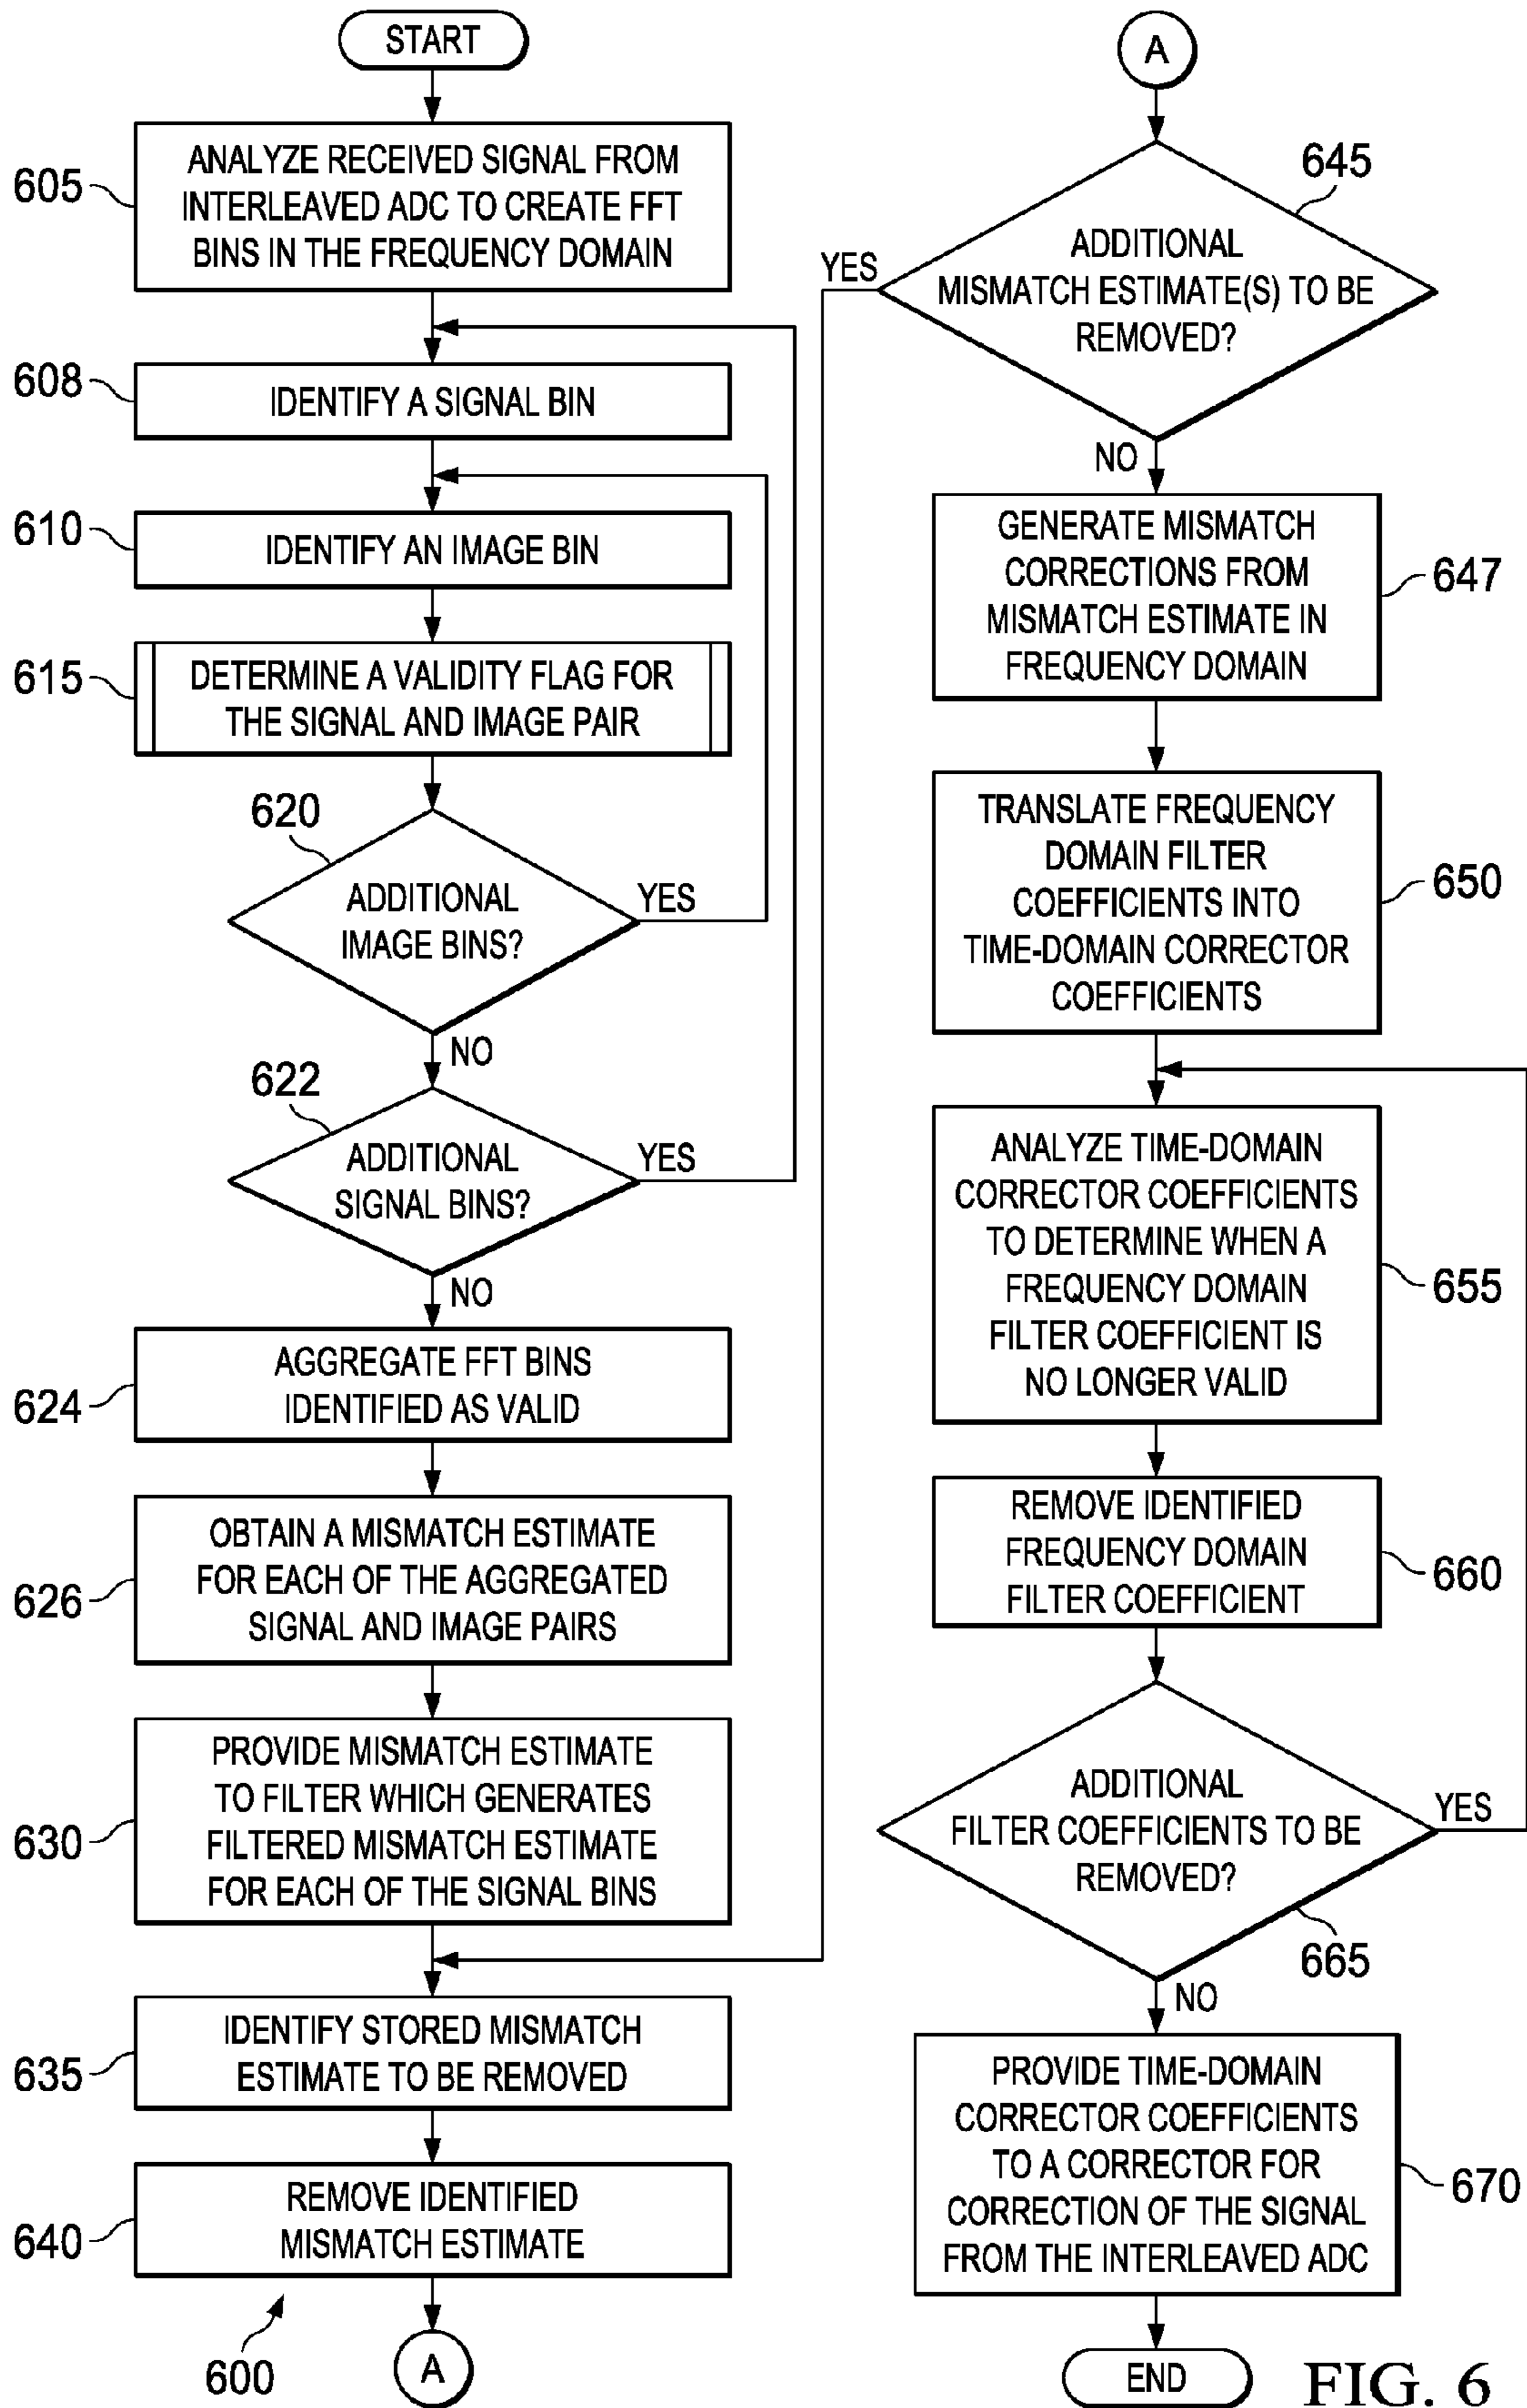 START
605
ANALYZE RECEIVED SIGNAL FROM
INTERLEAVED ADC TO CREATE FFT
BINS IN THE FREQUENCY DOMAIN
608
IDENTIFY A SIGNAL BIN
610
IDENTIFY AN IMAGE BIN
615
DETERMINE A VALIDITY FLAG FOR
THE SIGNAL AND IMAGE PAIR
620
ADDITIONAL
IMAGE BINS?
YES
NO
622
ADDITIONAL
SIGNAL BINS?
YES
NO
624
AGGREGATE FFT BINS
IDENTIFIED AS VALID
626
OBTAIN A MISMATCH ESTIMATE
FOR EACH OF THE AGGREGATED
SIGNAL AND IMAGE PAIRS
630
PROVIDE MISMATCH ESTIMATE
TO FILTER WHICH GENERATES
FILTERED MISMATCH ESTIMATE
FOR EACH OF THE SIGNAL BINS
635
IDENTIFY STORED MISMATCH
ESTIMATE TO BE REMOVED
640
REMOVE IDENTIFIED
MISMATCH ESTIMATE
600
A
A
645
ADDITIONAL
MISMATCH ESTIMATE(S) TO BE
REMOVED?
YES
NO
GENERATE MISMATCH
CORRECTIONS FROM
MISMATCH ESTIMATE IN
FREQUENCY DOMAIN
647
TRANSLATE FREQUENCY
DOMAIN FILTER
COEFFICIENTS INTO
TIME-DOMAIN CORRECTOR
COEFFICIENTS
650
ANALYZE TIME-DOMAIN
CORRECTOR COEFFICIENTS
TO DETERMINE WHEN A
FREQUENCY DOMAIN
FILTER COEFFICIENT IS
NO LONGER VALID
655
REMOVE IDENTIFIED
FREQUENCY DOMAIN
FILTER COEFFICIENT
660
ADDITIONAL
FILTER COEFFICIENTS TO BE
REMOVED?
YES
665
NO
PROVIDE TIME-DOMAIN
CORRECTOR COEFFICIENTS
TO A CORRECTOR FOR
CORRECTION OF THE SIGNAL
FROM THE INTERLEAVED ADC
670
END
FIG. 6